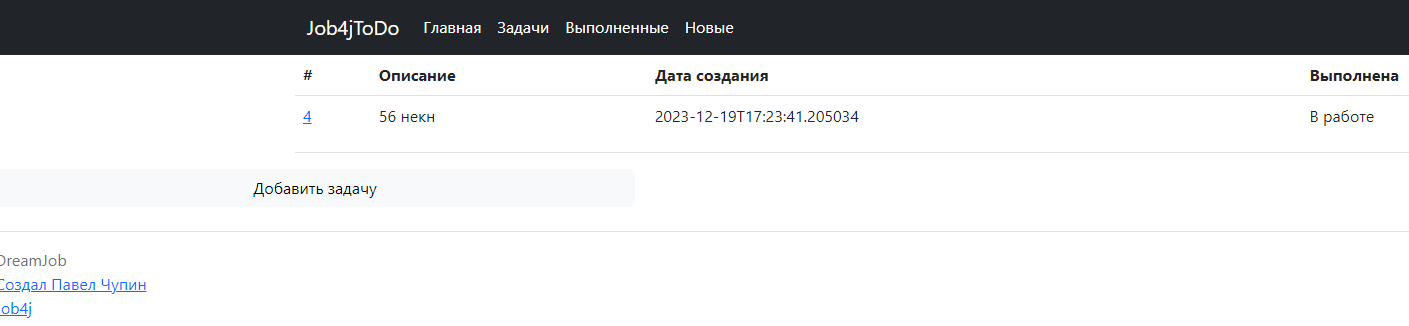 Job4jToDo Главная Задачи Выполненные Новые
# Описание Дата создания Выполнена
4 56 некн 2023-12-19T17:23:41.205034 В работе
Добавить задачу
DreamJob
Создал Павел Чупин
job4j